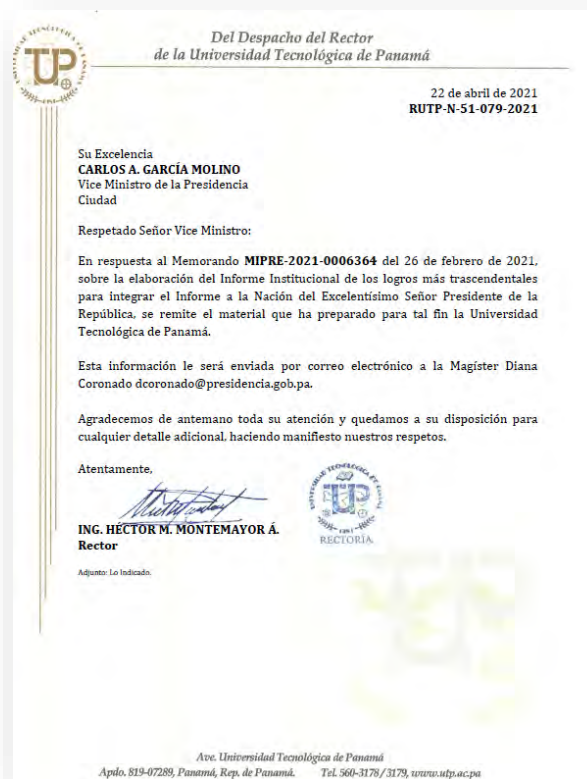 Del Despacho del Rector
de la Universidad Tecnológica de Panamá
UTP
22 de abril de 2021
RUTP-N-51-079-2021
Su Excelencia
CARLOS A. GARCÍA MOLINO
Vice Ministro de la Presidencia
Ciudad
Respetado Señor Vice Ministro:
En respuesta al Memorando MIPRE-2021-0006364 del 26 de febrero de 2021,
sobre la elaboración del Informe Institucional de los logros más trascendentales
para integrar el Informe a la Nación del Excelentísimo Señor Presidente de la
República, se remite el material que ha preparado para tal fin la Universidad
Tecnológica de Panamá.
Esta información le será enviada por correo electrónico a la Magíster Diana
Coronado dcoronado@presidencia.gob.pa.
Agradecemos de antemano toda su atención y quedamos a su disposición para
cualquier detalle adicional, haciendo manifiesto nuestros respetos.
Atentamente,
ING. HÉCTOR M. MONTEMAYOR Á.
Rector
RECTORÍA
Adjunto: Lo Indicado.
Ave. Universidad Tecnológica de Panamá
Apdo. 819-07289, Panamá, Rep. de Panamá. Tel. 560-3178/3179, www.utp.ac.pa